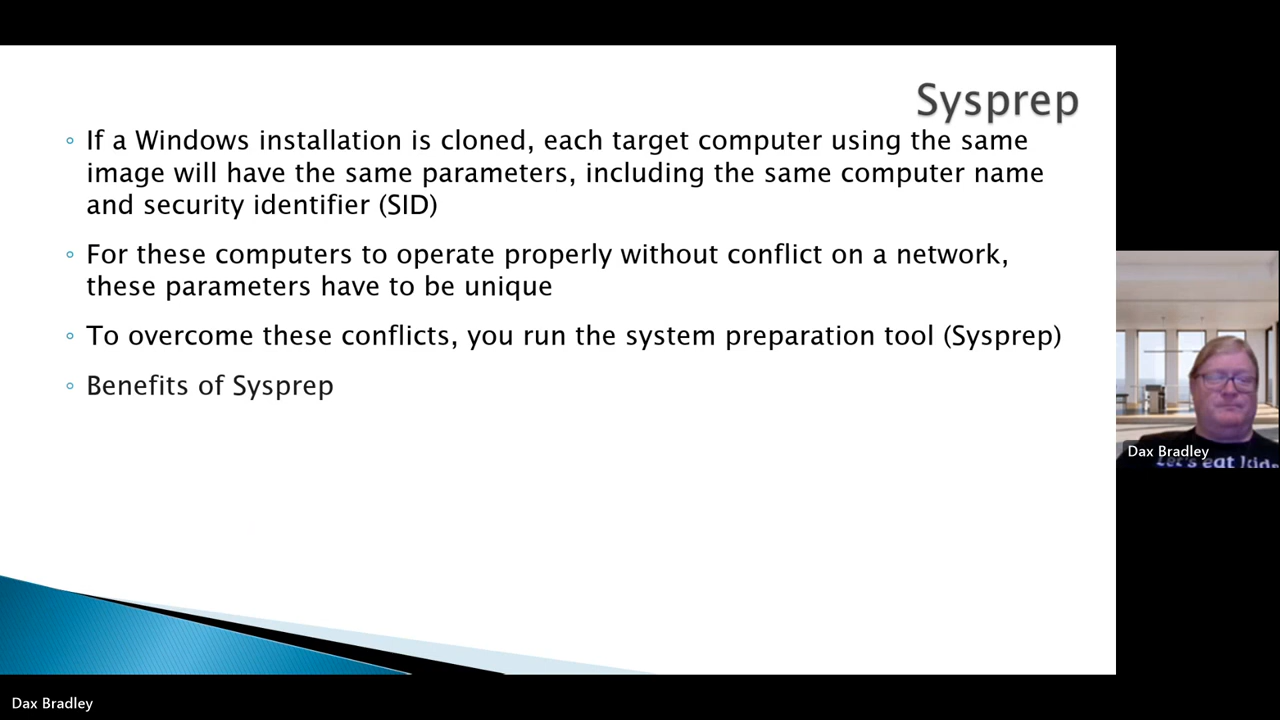 Sysprep
◦ If a Windows installation is cloned, each target computer using the same
image will have the same parameters, including the same computer name
and security identifier (SID)
◦ For these computers to operate properly without conflict on a network,
these parameters have to be unique
◦ To overcome these conflicts, you run the system preparation tool (Sysprep)
◦ Benefits of Sysprep
Dax Bradley
Let's eat kids
Dax Bradley